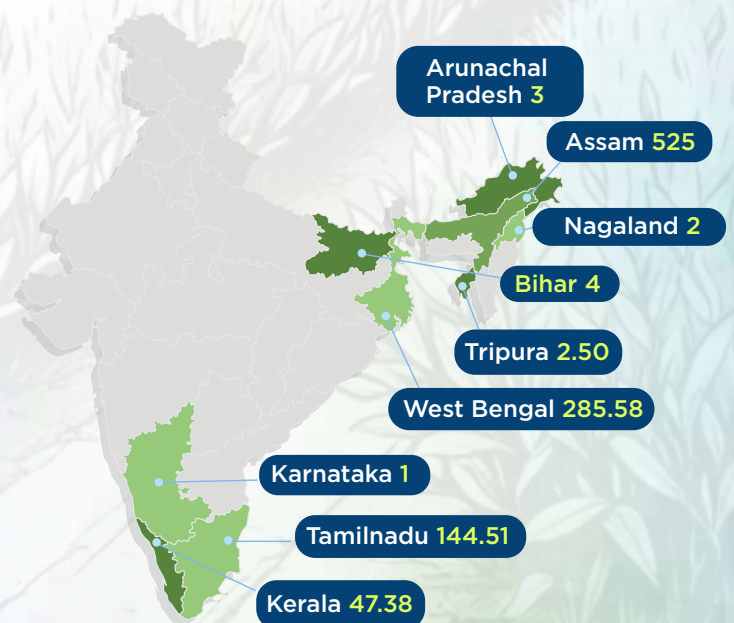 Arunachal
Pradesh 3
Assam 525
Nagaland 2
Bihar 4
Tripura 2.50
West Bengal 285.58
Karnataka 1
Tamilnadu 144.51
Kerala 47.38